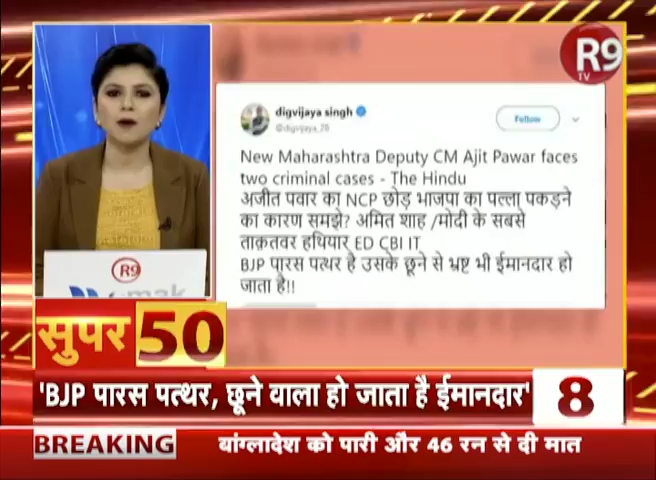 R9
TV
digvijaya singh
@digvijaya_28
Follow
New Maharashtra Deputy CM Ajit Pawar faces
two criminal cases - The Hindu
अजीत पवार का NCP छोड़ भाजपा का पल्ला पकड़ने
का कारण समझे? अमित शाह /मोदी के सबसे
ताक़तवर हथियार ED CBI IT
BJP पारस पत्थर है उसके छूने से भ्रष्ट भी ईमानदार हो
जाता है!!
R9
सुपर 50
'BJP पारस पत्थर, छूने वाला हो जाता है ईमानदार'
8
BREAKING
बांग्लादेश को पारी और 46 रन से दी मात